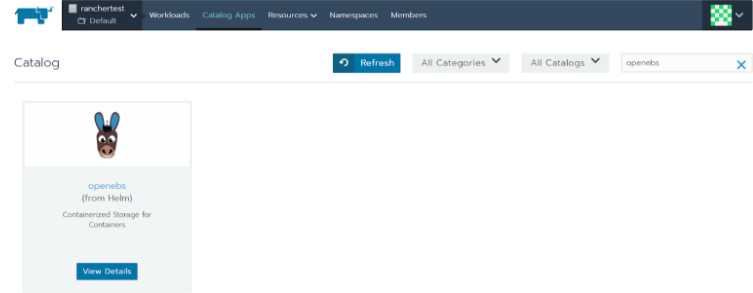 ranchertest
Default
Workloads Catalog Apps Resources Namespaces Members
Catalog
Refresh All Categories All Catalogs openebs
openebs
(from Helm)
Containerized Storage for
Containers
View Details